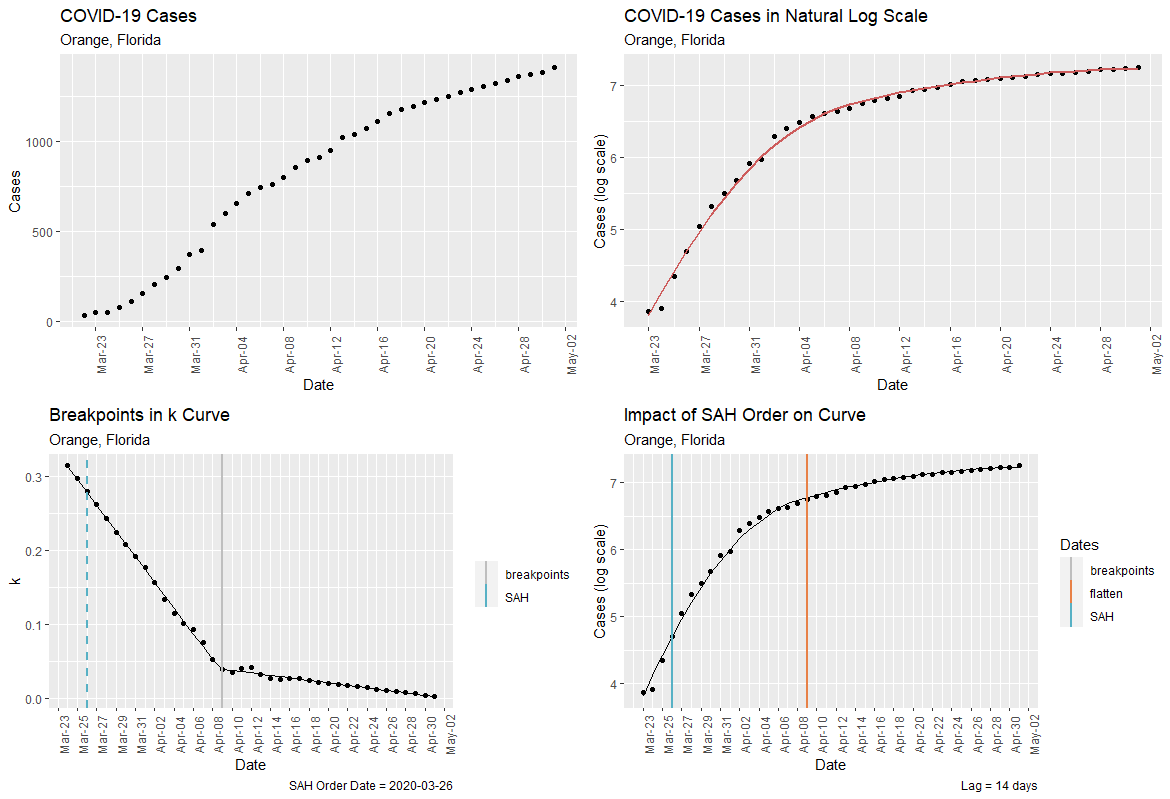 COVID-19 Cases
Orange, Florida
Cases
1000
500
0
Mar-23
Mar-27
Mar-31
Apr-04
Apr-08
Apr-12
Apr-16
Apr-20
Apr-24
Apr-28
May-02
Date
COVID-19 Cases in Natural Log Scale
Orange, Florida
Cases (log scale)
7
6
5
4
Mar-23
Mar-27
Mar-31
Apr-04
Apr-08
Apr-12
Apr-16
Apr-20
Apr-24
Apr-28
May-02
Date
Breakpoints in k Curve
Orange, Florida
k
0.3
0.2
0.1
0.0
Mar-23
Mar-25
Mar-27
Mar-29
Mar-31
Apr-02
Apr-04
Apr-06
Apr-08
Apr-10
Apr-12
Apr-14
Apr-16
Apr-18
Apr-20
Apr-22
Apr-24
Apr-26
Apr-28
Apr-30
May-02
Date
SAH Order Date = 2020-03-26
breakpoints
SAH
Impact of SAH Order on Curve
Orange, Florida
Cases (log scale)
7
6
5
4
Mar-23
Mar-25
Mar-27
Mar-29
Mar-31
Apr-02
Apr-04
Apr-06
Apr-08
Apr-10
Apr-12
Apr-14
Apr-16
Apr-18
Apr-20
Apr-22
Apr-24
Apr-26
Apr-28
Apr-30
May-02
Date
Lag = 14 days
Dates
breakpoints
flatten
SAH